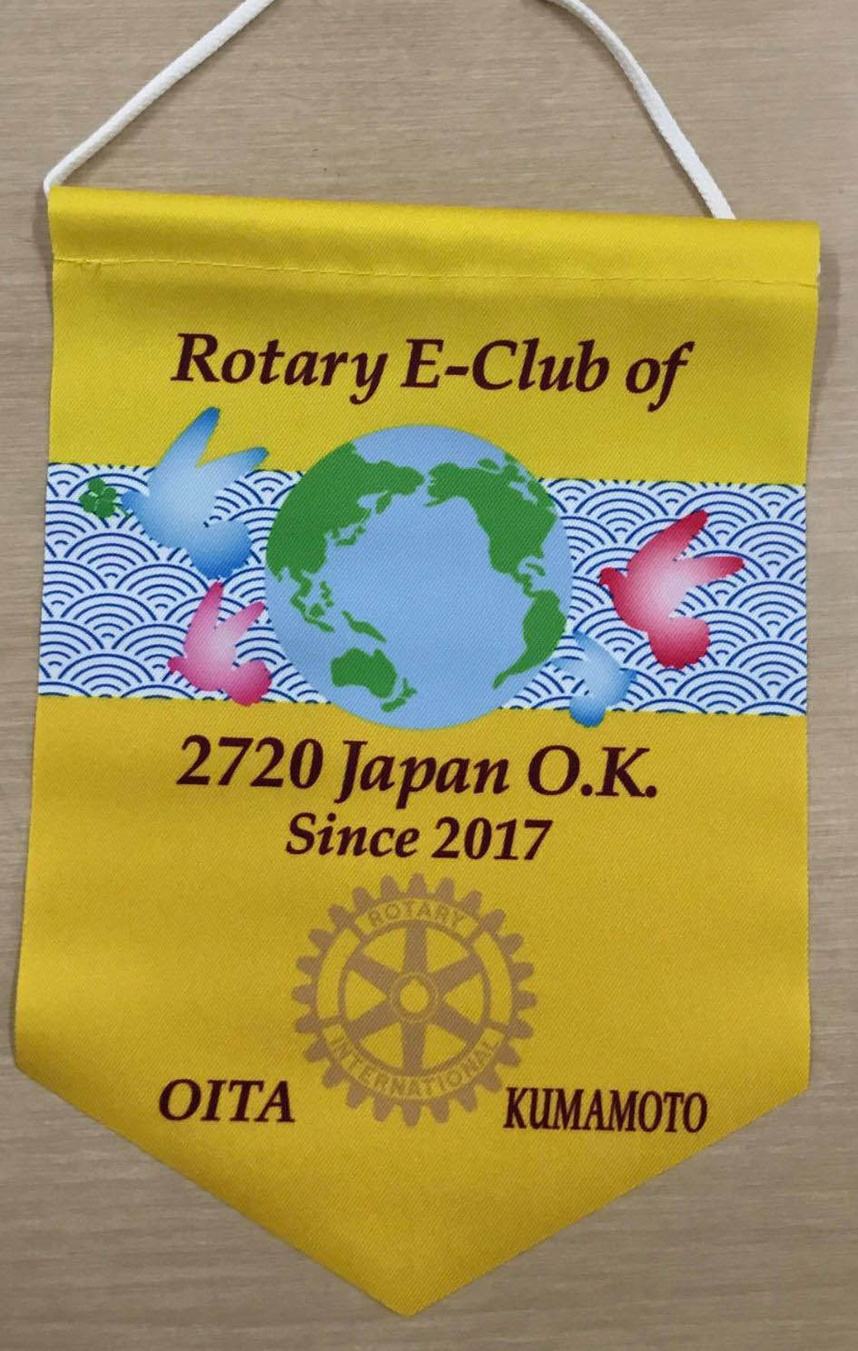 Rotary E-Club of
2720 Japan O.K.
Since 2017
ROTARY
INTERNATIONAL
OITA
KUMAMOTO